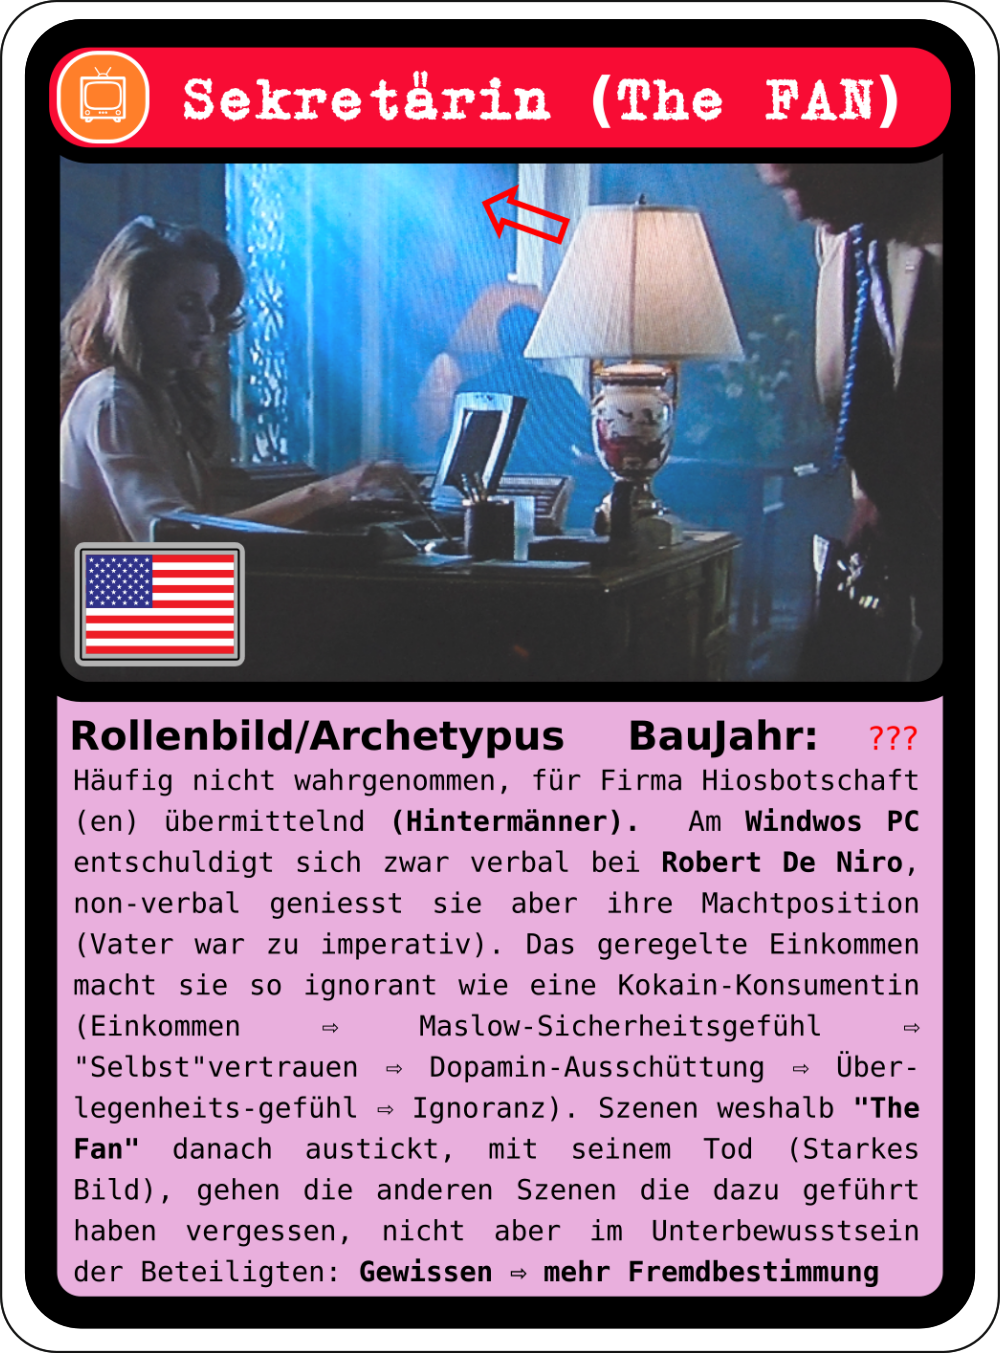 Sekretärin (The FAN)
Rollenbild/Archetypus BauJahr: ???
Häufig nicht wahrgenommen, für Firma Hiosbotschaft
(en) übermittelnd (Hintermänner). Am Windwos PC
entschuldigt sich zwar verbal bei Robert De Niro,
non-verbal geniesst sie aber ihre Machtposition
(Vater war zu imperativ). Das geregelte Einkommen
macht sie so ignorant wie eine Kokain-Konsumentin
(Einkommen ⇨ Maslow-Sicherheitsgefühl ⇨
"Selbst"vertrauen ⇨ Dopamin-Ausschüttung ⇨ Über-
legenheits-gefühl ⇨ Ignoranz). Szenen weshalb "The
Fan" danach austickt, mit seinem Tod (Starkes
Bild), gehen die anderen Szenen die dazu geführt
haben vergessen, nicht aber im Unterbewusstsein
der Beteiligten: Gewissen ⇨ mehr Fremdbestimmung